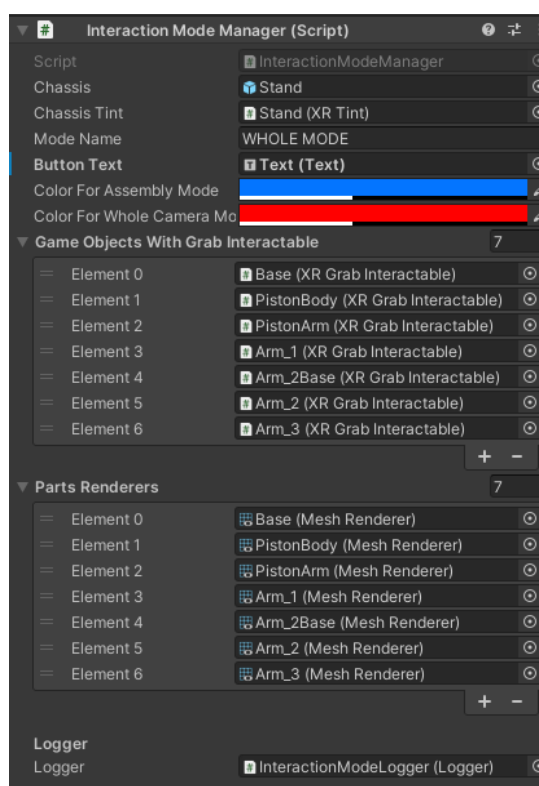 Interaction Mode Manager (Script)
Script InteractionModeManager
Chassis Stand
Chassis Tint Stand (XR Tint)
Mode Name WHOLE MODE
Button Text Text (Text)
Color For Assembly Mode
Color For Whole Camera Mo
Game Objects With Grab Interactable 7
Element 0 Base (XR Grab Interactable)
Element 1 PistonBody (XR Grab Interactable)
Element 2 PistonArm (XR Grab Interactable)
Element 3 Arm_1 (XR Grab Interactable)
Element 4 Arm_2Base (XR Grab Interactable)
Element 5 Arm_2 (XR Grab Interactable)
Element 6 Arm_3 (XR Grab Interactable)
+ -
Parts Renderers 7
Element 0 Base (Mesh Renderer)
Element 1 PistonBody (Mesh Renderer)
Element 2 PistonArm (Mesh Renderer)
Element 3 Arm_1 (Mesh Renderer)
Element 4 Arm_2Base (Mesh Renderer)
Element 5 Arm_2 (Mesh Renderer)
Element 6 Arm_3 (Mesh Renderer)
+ -
Logger
Logger InteractionModeLogger (Logger)